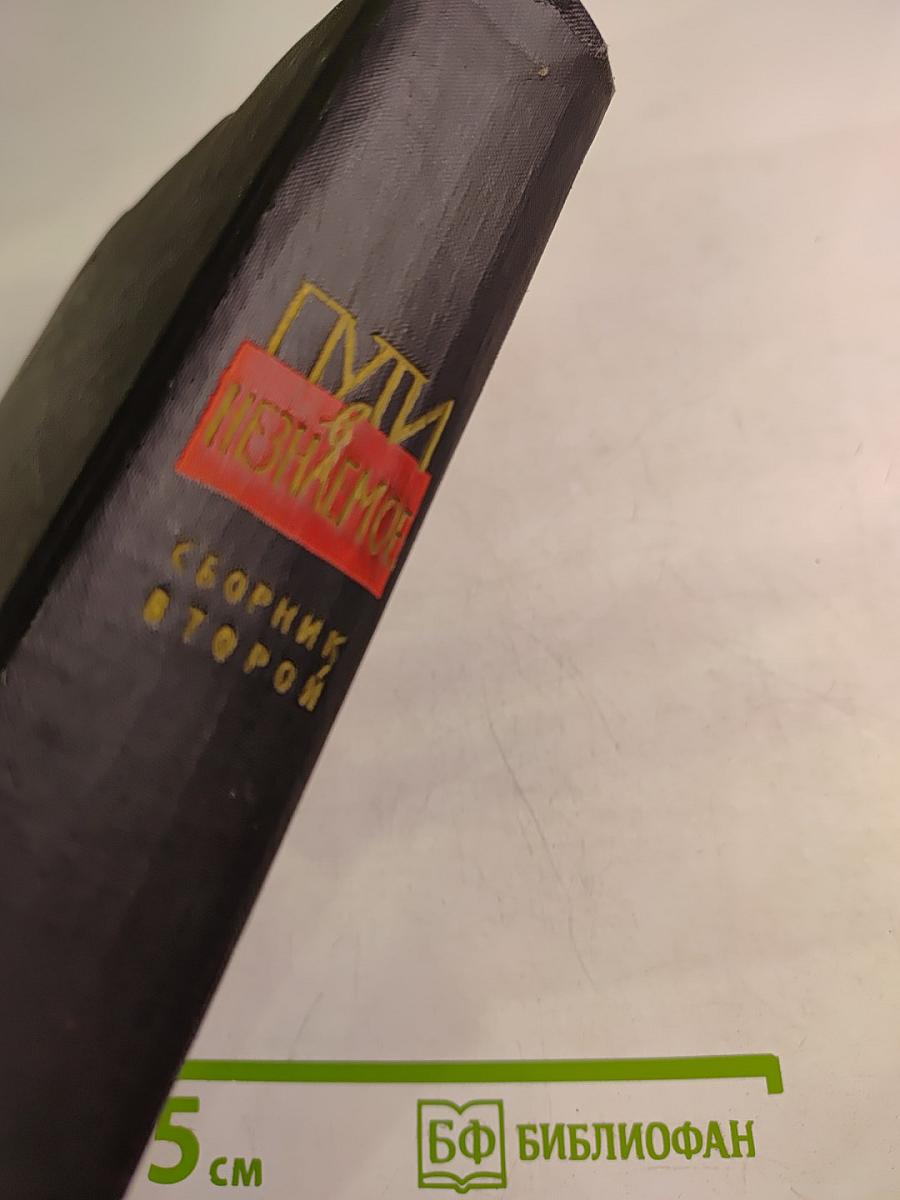 ПУТИ
в
НЕЗНАЕМОЕ
СБОРНИК
ВТОРОЙ
5 см
БФ БИБЛИОФАН